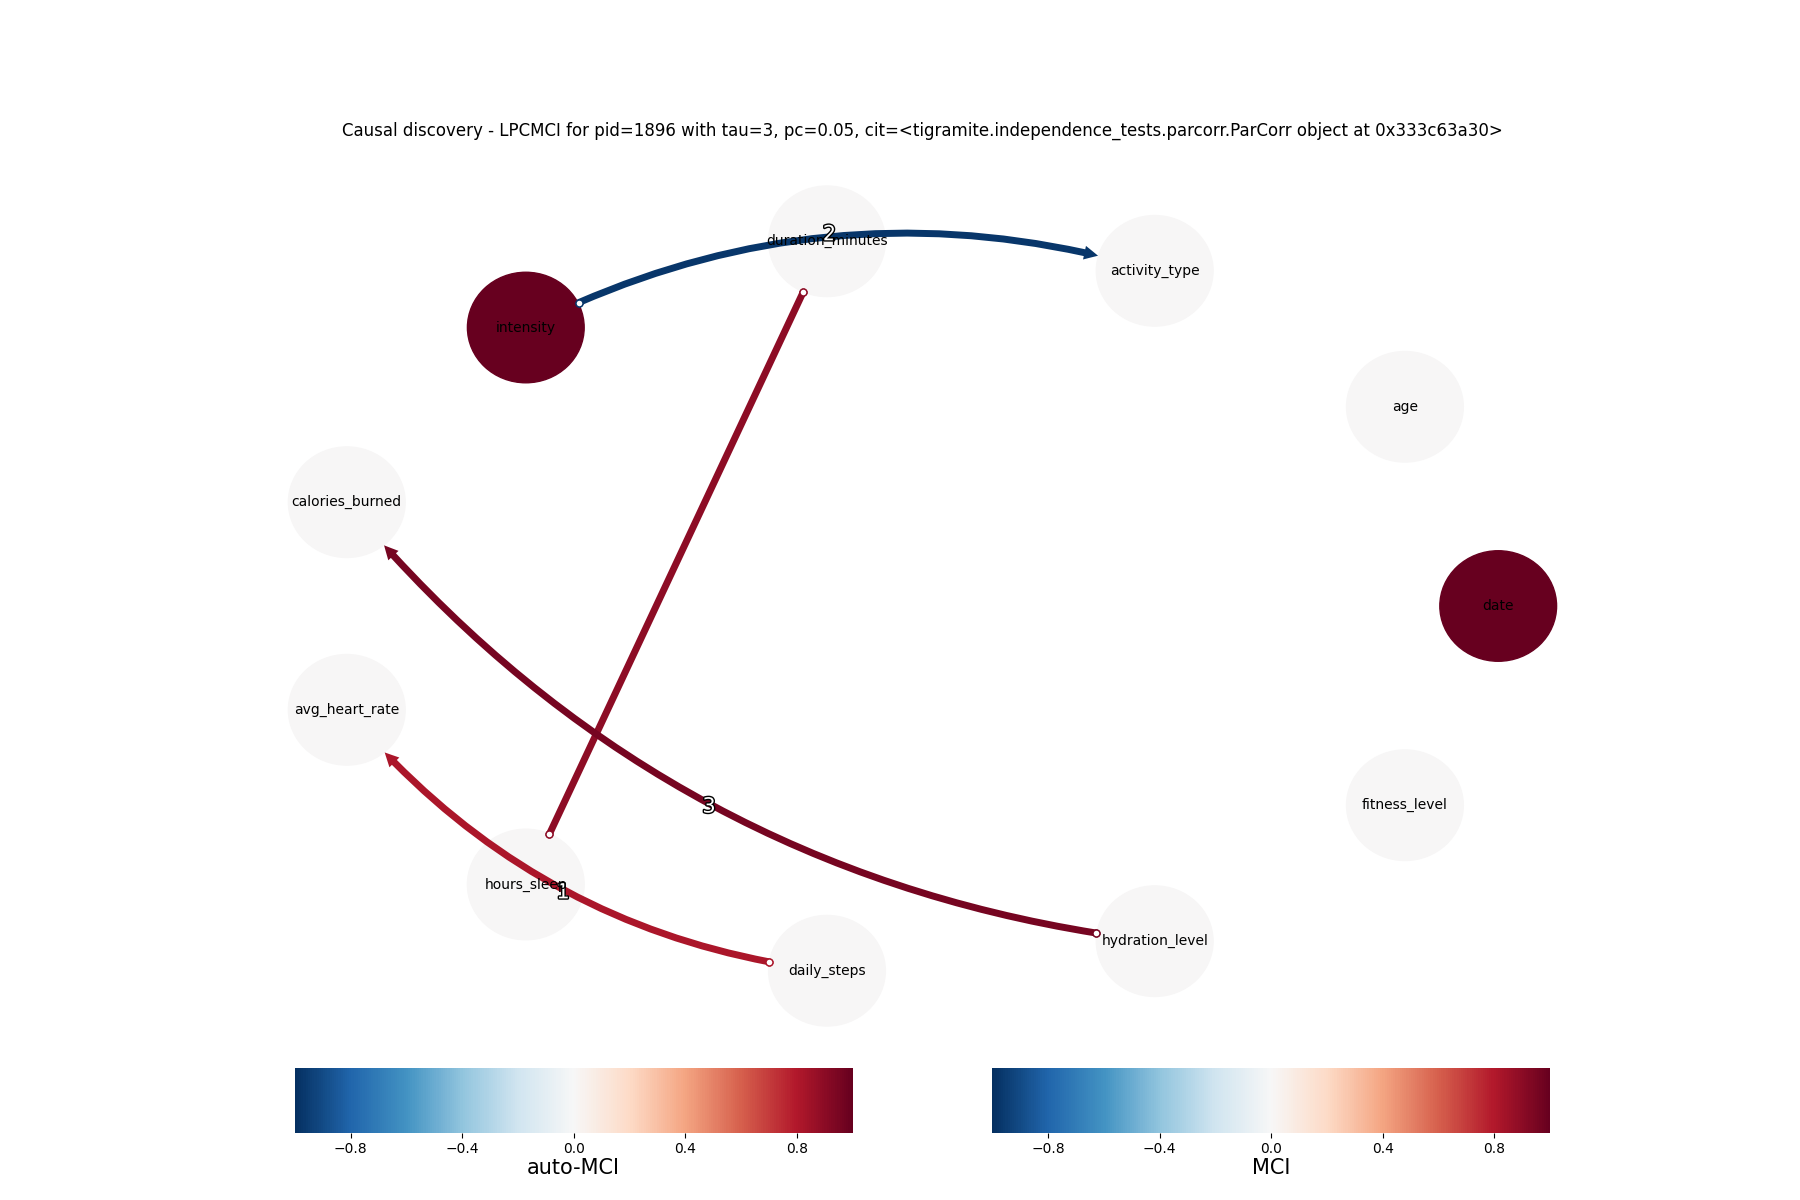 Causal discovery - LPCMCI for pid=1896 with tau=3, pc=0.05, cit=<tigramite.independence_tests.parcorr.ParCorr object at 0x333c63a30>
2
duration_minutes
activity_type
intensity
age
calories_burned
date
avg_heart_rate
3
fitness_level
hours_sleep
1
hydration_level
daily_steps
−0.8 −0.4 0.0 0.4 0.8
auto-MCI
−0.8 −0.4 0.0 0.4 0.8
MCI